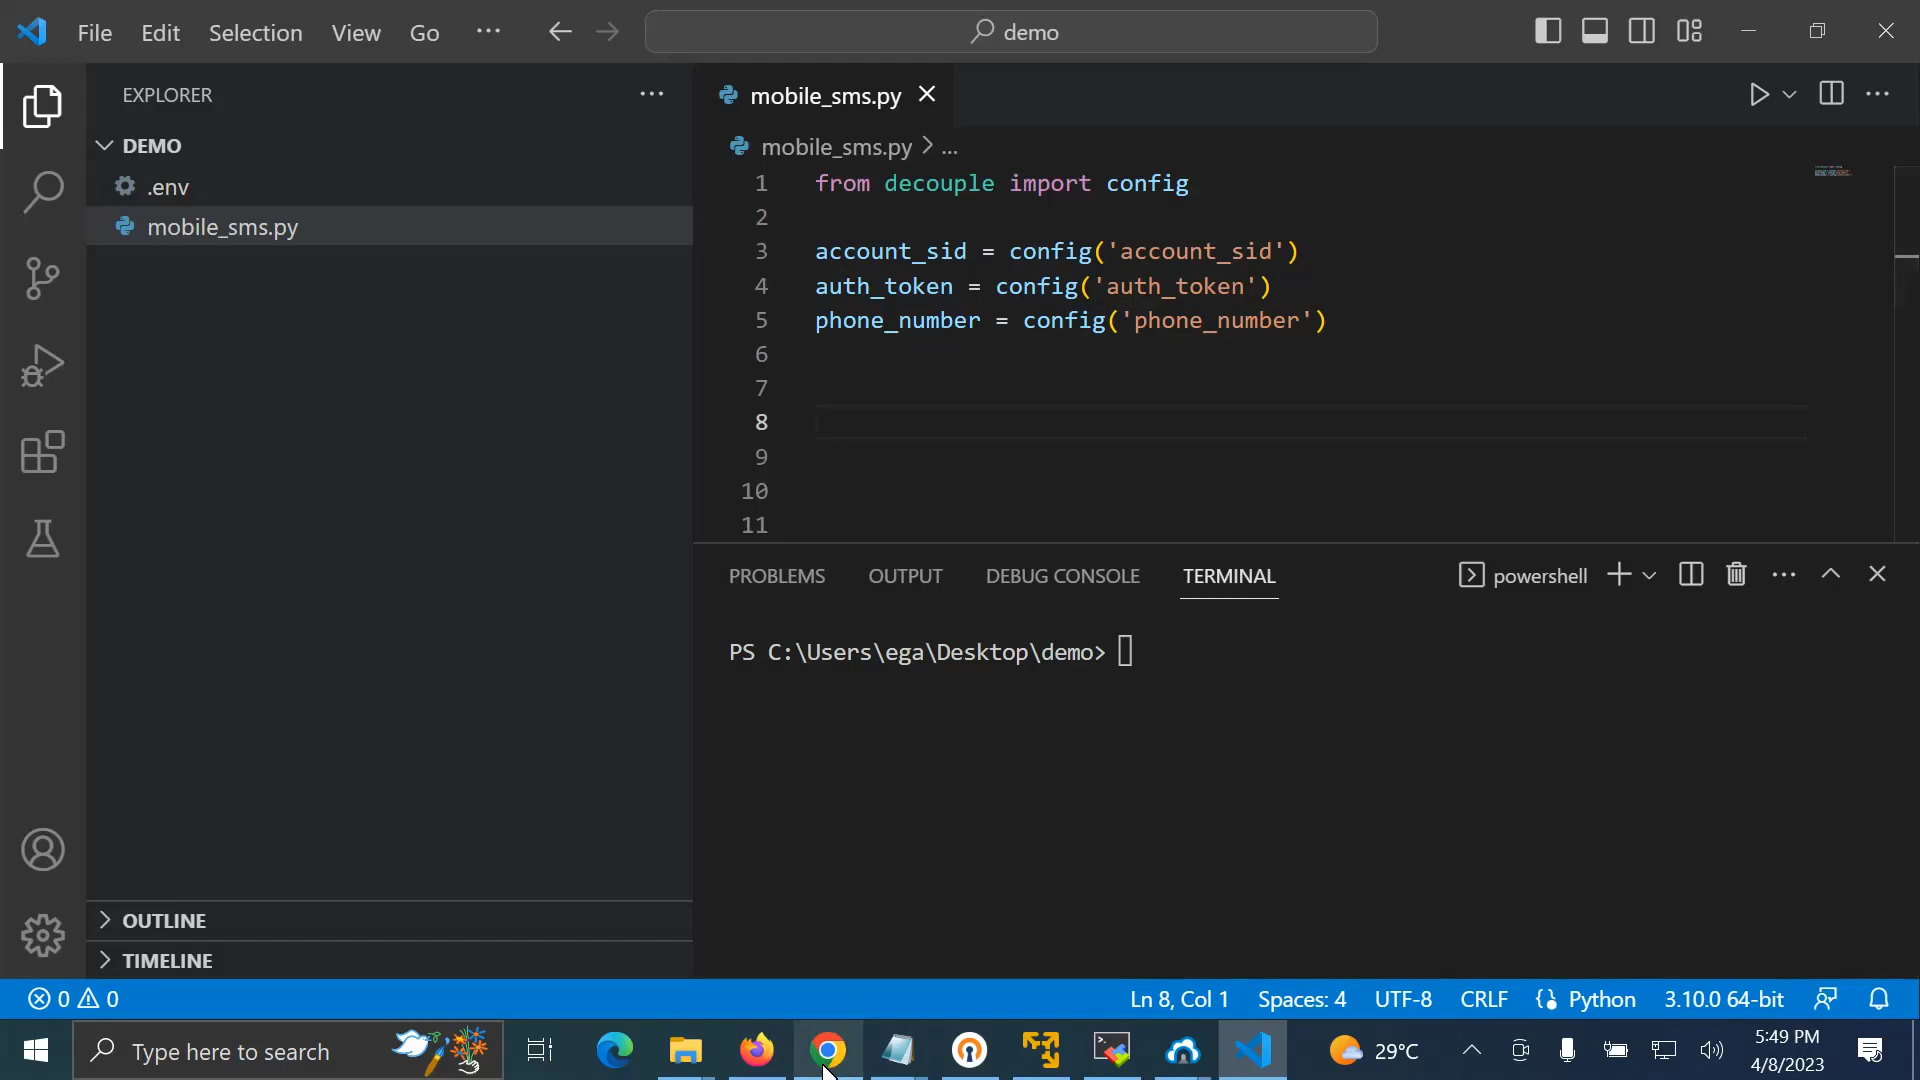 File Edit Selection View Go ... demo
EXPLORER ...
DEMO
.env
mobile_sms.py
OUTLINE
TIMELINE
mobile_sms.py
mobile_sms.py > ...
1 from decouple import config
2
3 account_sid = config('account_sid')
4 auth_token = config('auth_token')
5 phone_number = config('phone_number')
6
7
8
9
10
11
PROBLEMS OUTPUT DEBUG CONSOLE TERMINAL powershell
PS C:\Users\ega\Desktop\demo>
0 0 Ln 8, Col 1 Spaces: 4 UTF-8 CRLF Python 3.10.0 64-bit
Type here to search 29°C 5:49 PM
4/8/2023